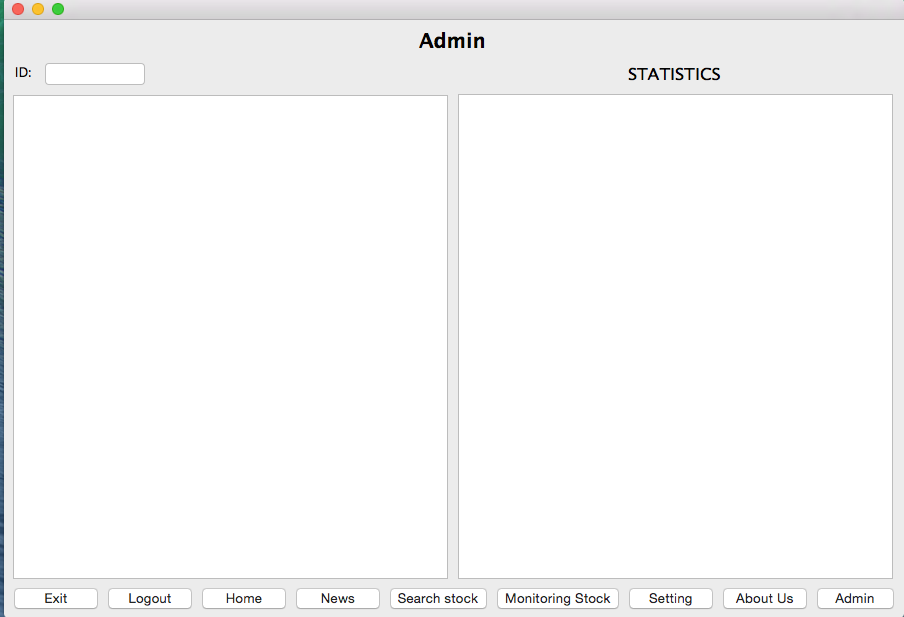 Admin
ID:
STATISTICS
Exit Logout Home News Search stock Monitoring Stock Setting About Us Admin